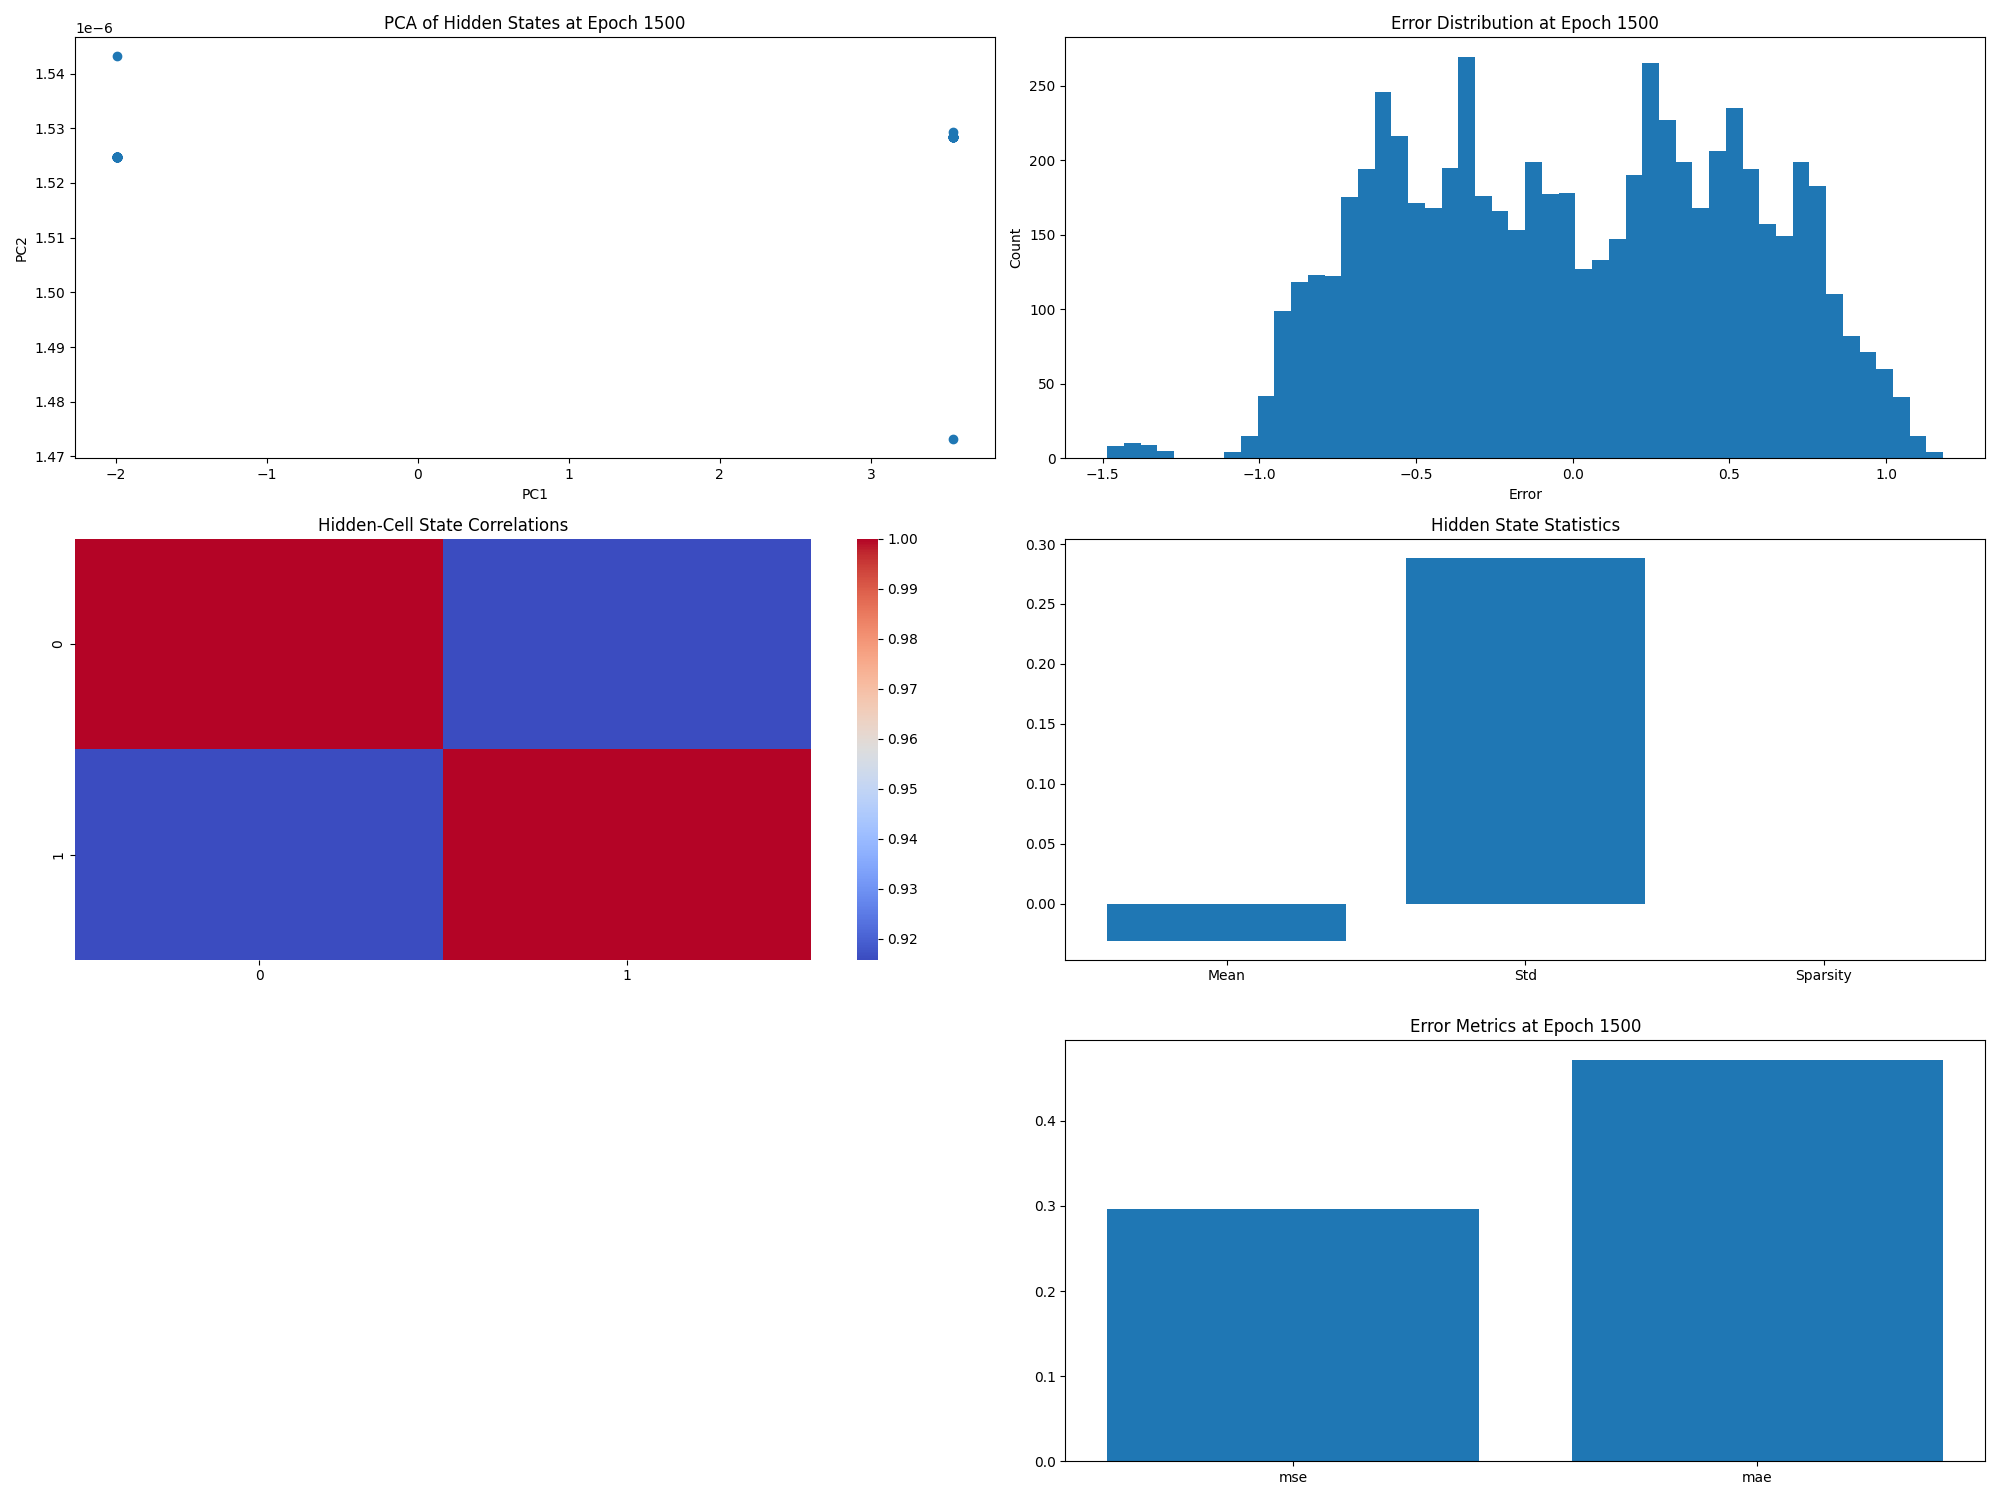 PCA of Hidden States at Epoch 1500
1e−6
1.54
1.53
1.52
1.51
1.50
1.49
1.48
1.47
PC2
−2 −1 0 1 2 3
PC1
Error Distribution at Epoch 1500
250
200
150
100
50
0
Count
−1.5 −1.0 −0.5 0.0 0.5 1.0
Error
Hidden-Cell State Correlations
0
1
0 1
1.00
0.99
0.98
0.97
0.96
0.95
0.94
0.93
0.92
Hidden State Statistics
0.30
0.25
0.20
0.15
0.10
0.05
0.00
Mean Std Sparsity
Error Metrics at Epoch 1500
0.4
0.3
0.2
0.1
0.0
mse mae